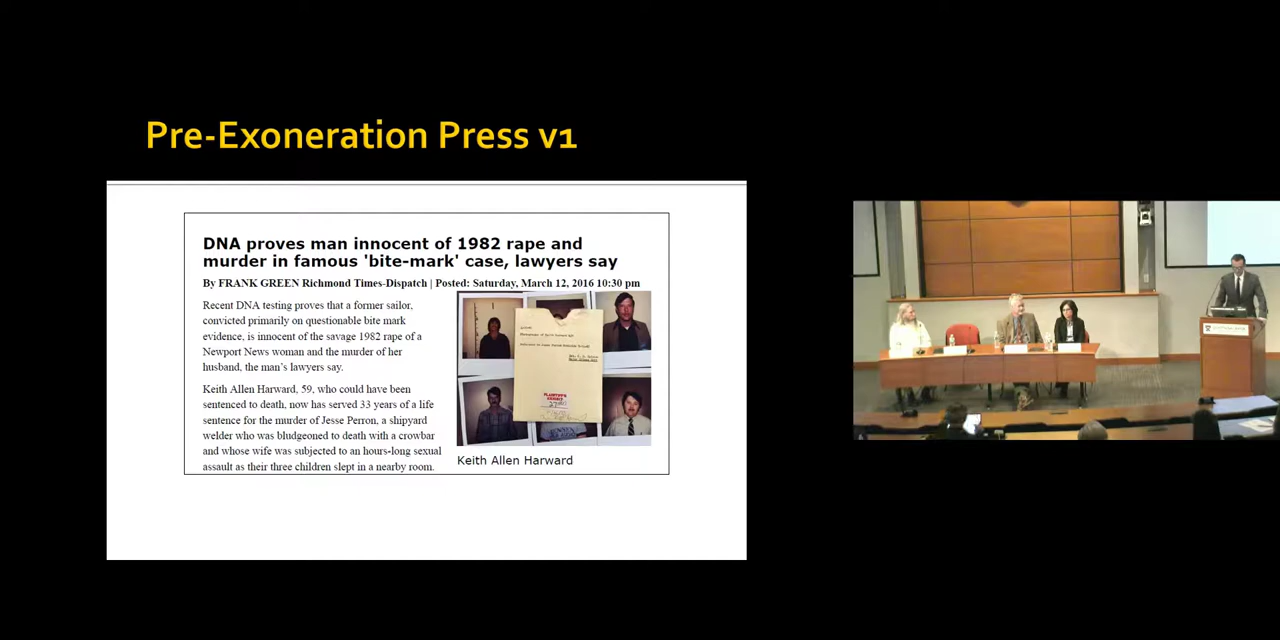 Pre-Exoneration Press v1
DNA proves man innocent of 1982 rape and
murder in famous 'bite-mark' case, lawyers say
By FRANK GREEN Richmond Times-Dispatch | Posted: Saturday, March 12, 2016 10:30 pm
Recent DNA testing proves that a former sailor,
convicted primarily on questionable bite mark
evidence, is innocent of the savage 1982 rape of a
Newport News woman and the murder of her
husband, the man's lawyers say.
Keith Allen Harward, 59, who could have been
sentenced to death, now has served 33 years of a life
sentence for the murder of Jesse Perron, a shipyard
welder who was bludgeoned to death with a crowbar
and whose wife was subjected to an hours-long sexual
assault as their three children slept in a nearby room.
Keith Allen Harward